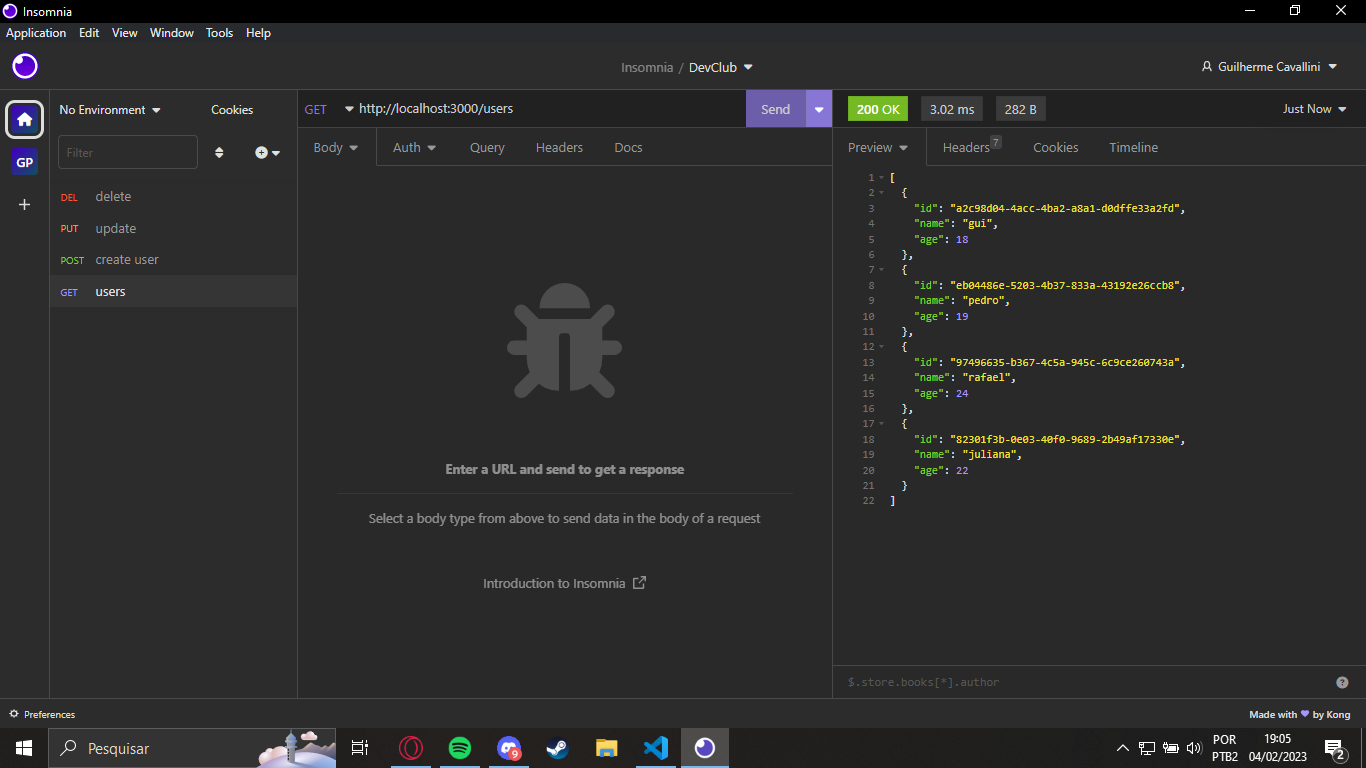 Insomnia
Application Edit View Window Tools Help
Insomnia / DevClub
Guilherme Cavallini
No Environment
Cookies
GET http://localhost:3000/users
Send
200 OK
3.02 ms
282 B
Just Now
GP
Filter
DEL delete
PUT update
POST create user
GET users
Body Auth Query Headers Docs
Enter a URL and send to get a response
Select a body type from above to send data in the body of a request
Introduction to Insomnia
Preview Headers 7 Cookies Timeline
1 [
2 {
3 "id": "a2c98d04-4acc-4ba2-a8a1-d0dffe33a2fd",
4 "name": "gui",
5 "age": 18
6 },
7 {
8 "id": "eb04486e-5203-4b37-833a-43192e26ccb8",
9 "name": "pedro",
10 "age": 19
11 },
12 {
13 "id": "97496635-b367-4c5a-945c-6c9ce260743a",
14 "name": "rafael",
15 "age": 24
16 },
17 {
18 "id": "82301f3b-0e03-40f0-9689-2b49af17330e",
19 "name": "juliana",
20 "age": 22
21 }
22 ]
$.store.books[*].author
Preferences
Made with 💜 by Kong
Pesquisar
9
POR
PTB2
19:05
04/02/2023
2